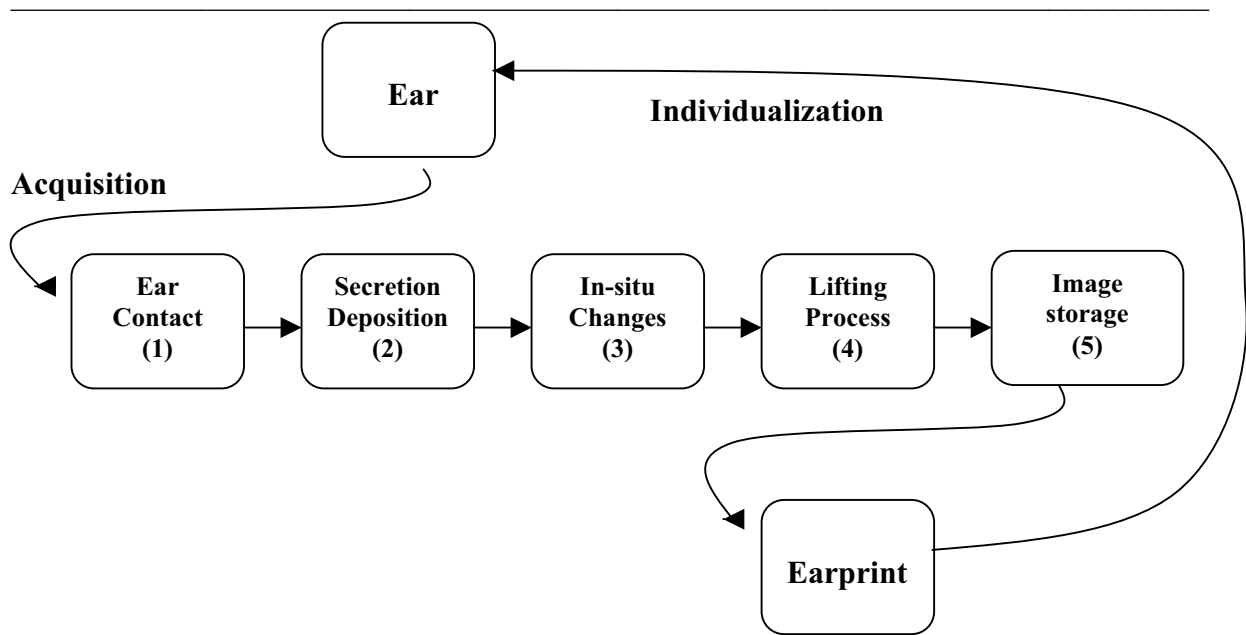 Ear
Individualization
Acquisition
Ear
Contact
(1)
Secretion
Deposition
(2)
In-situ
Changes
(3)
Lifting
Process
(4)
Image
storage
(5)
Earprint